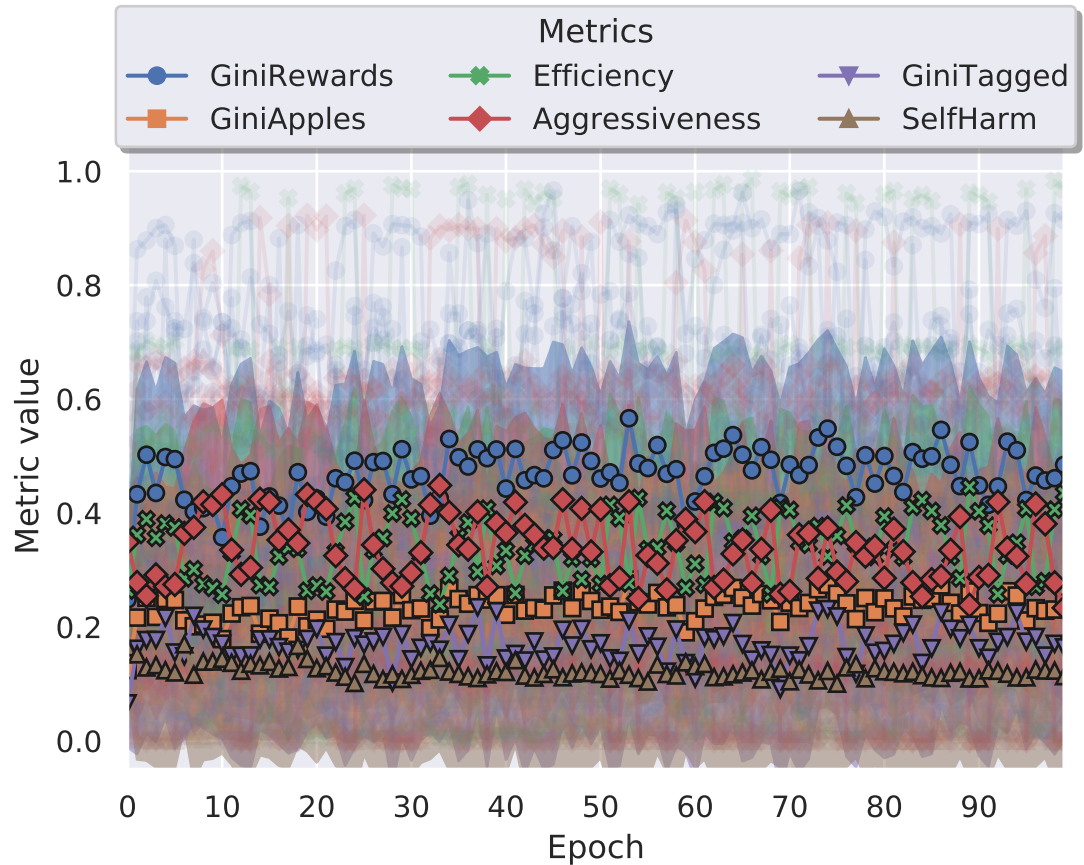 Metrics
GiniRewards Efficiency GiniTagged
GiniApples Aggressiveness SelfHarm
1.0
0.8
0.6
0.4
0.2
0.0
Metric value
0 10 20 30 40 50 60 70 80 90
Epoch